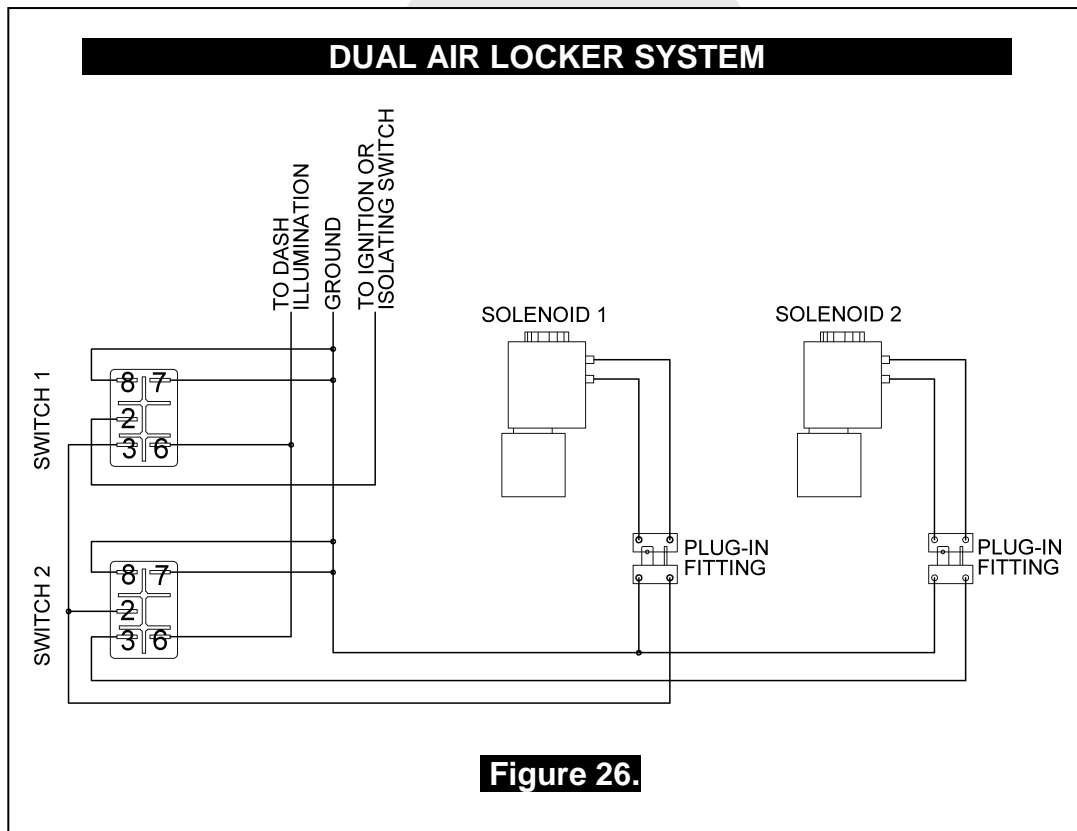 DUAL AIR LOCKER SYSTEM
TO DASH
ILLUMINATION
GROUND
TO IGNITION OR
ISOLATING SWITCH
SOLENOID 1
SOLENOID 2
SWITCH 1
8 7
2
3 6
SWITCH 2
8 7
2
3 6
PLUG-IN
FITTING
PLUG-IN
FITTING
Figure 26.